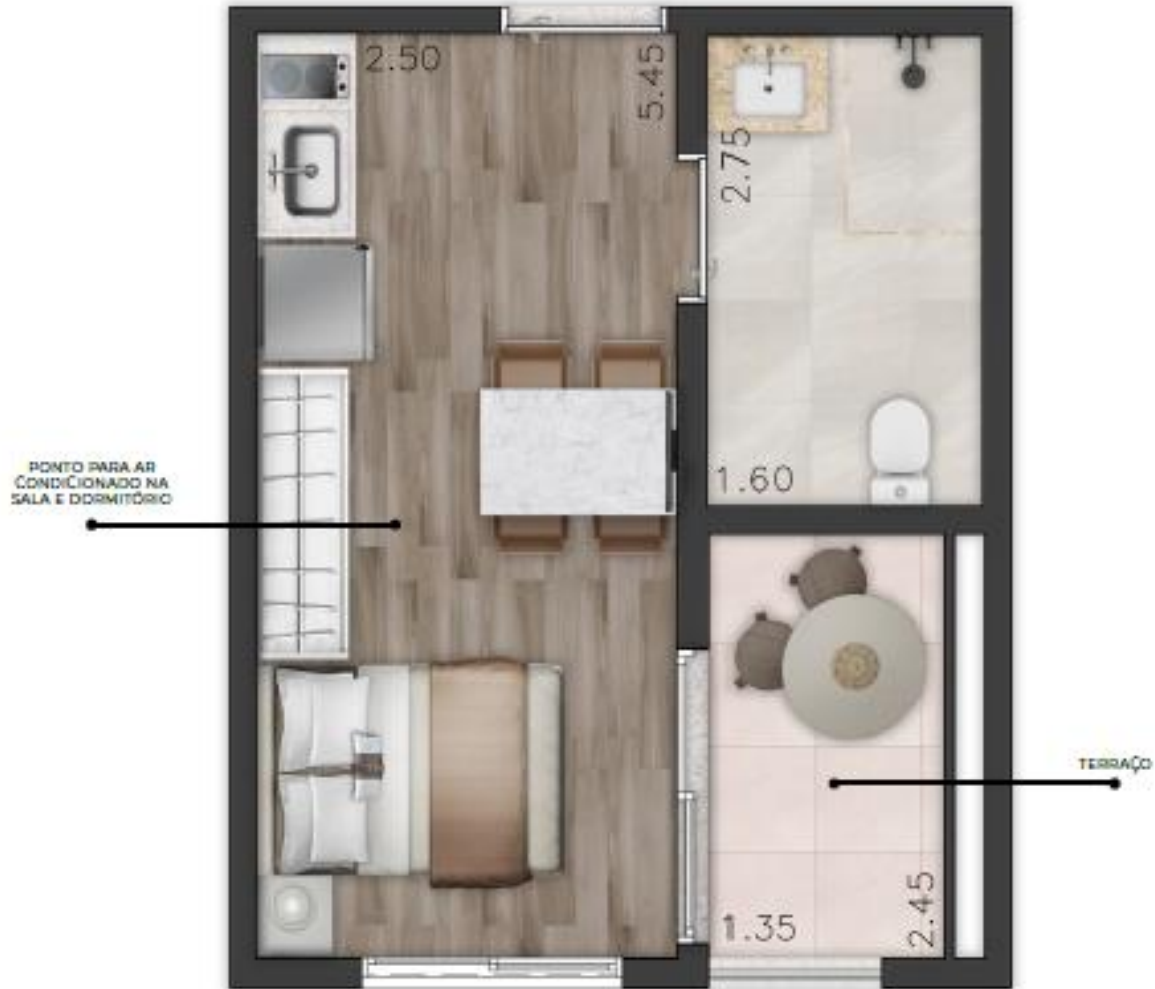 2.50
5.45
2.75
1.60
PONTO PARA AR
CONDICIONADO NA
SALA E DORMITÓRIO
TERRAÇO
1.35
2.45